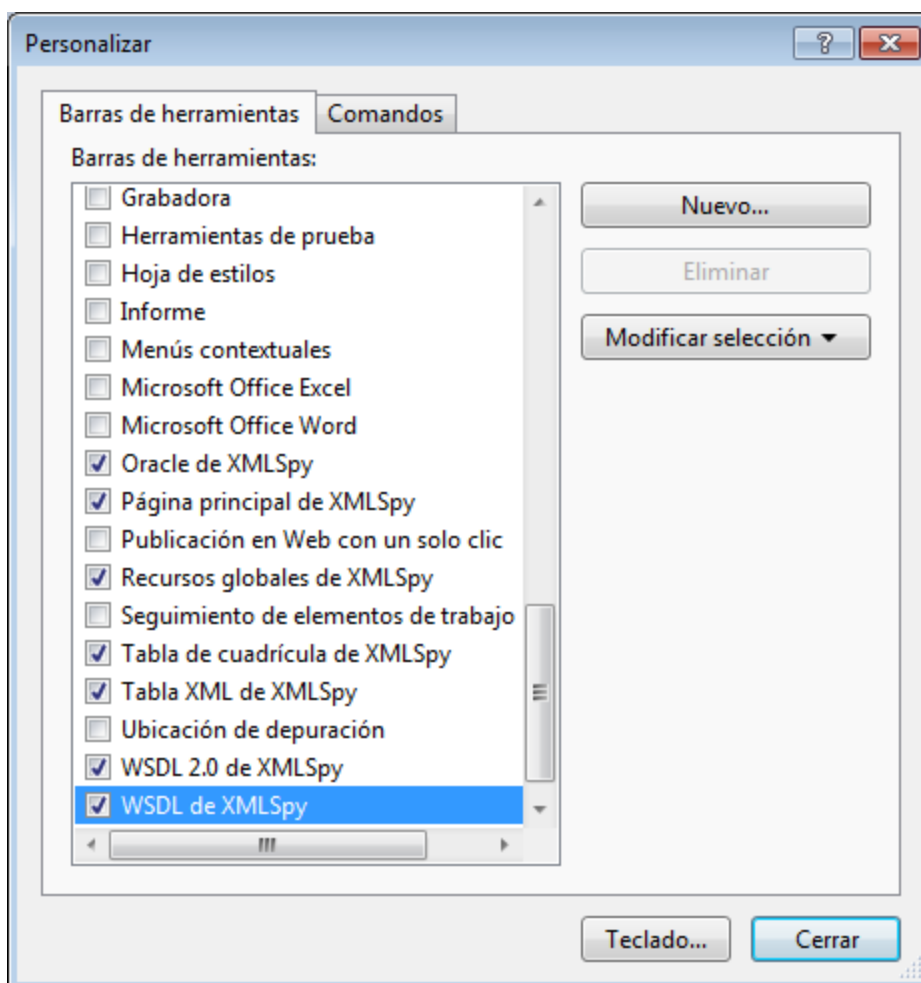 Personalizar
Barras de herramientas
Comandos
Barras de herramientas:
Grabadora
Herramientas de prueba
Hoja de estilos
Informe
Menús contextuales
Microsoft Office Excel
Microsoft Office Word
Oracle de XMLSpy
Página principal de XMLSpy
Publicación en Web con un solo clic
Recursos globales de XMLSpy
Seguimiento de elementos de trabajo
Tabla de cuadrícula de XMLSpy
Tabla XML de XMLSpy
Ubicación de depuración
WSDL 2.0 de XMLSpy
WSDL de XMLSpy
Nuevo...
Eliminar
Modificar selección
Teclado...
Cerrar